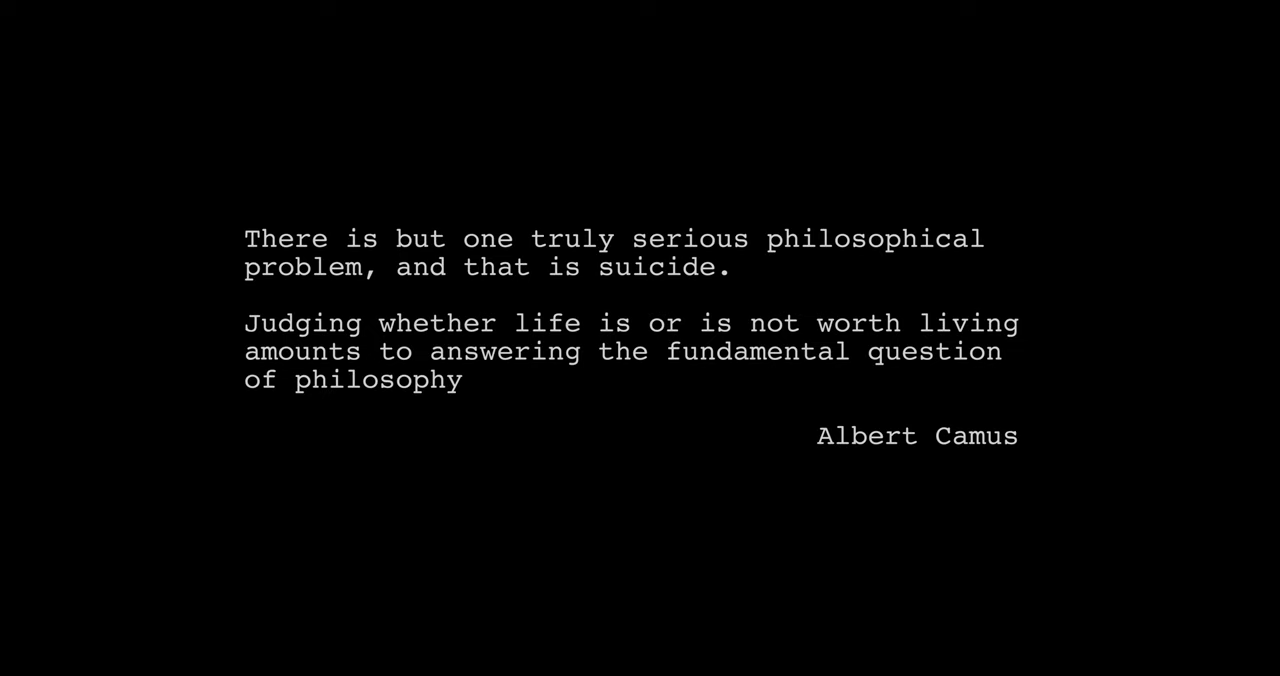 There is but one truly serious philosophical
problem, and that is suicide.
Judging whether life is or is not worth living
amounts to answering the fundamental question
of philosophy
Albert Camus